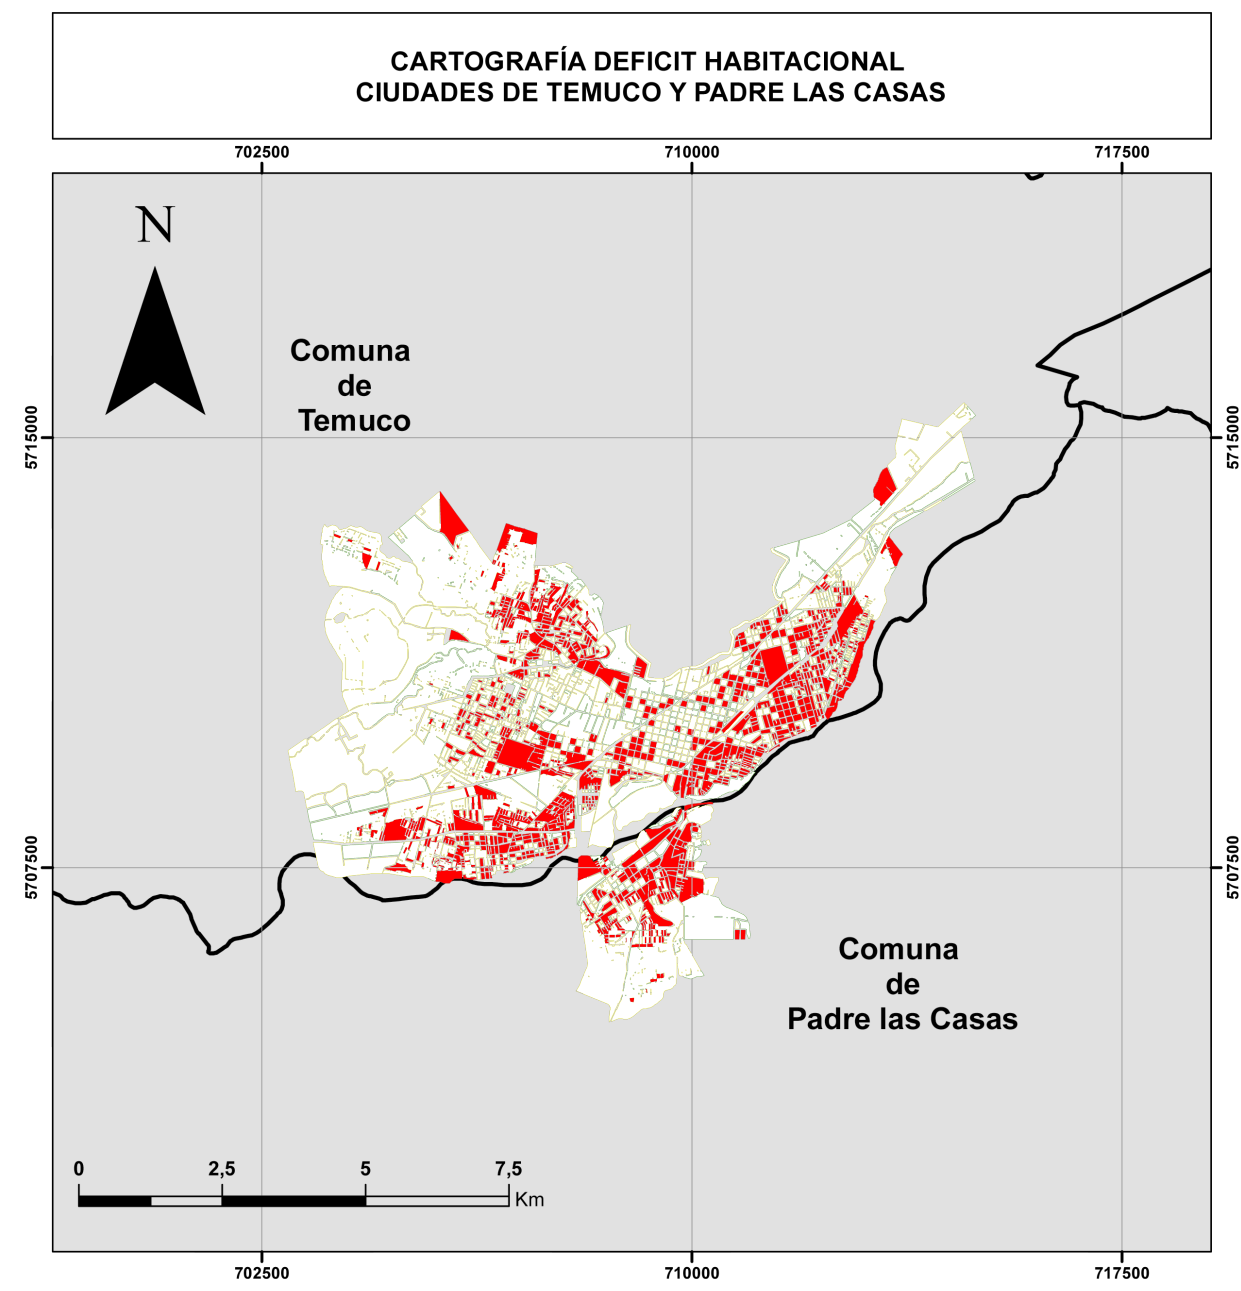 CARTOGRAFÍA DEFICIT HABITACIONAL
CIUDADES DE TEMUCO Y PADRE LAS CASAS
702500
710000
717500
N
Comuna
de
Temuco
5715000
5715000
5707500
5707500
Comuna
de
Padre las Casas
0
2,5
5
7,5
Km
702500
710000
717500